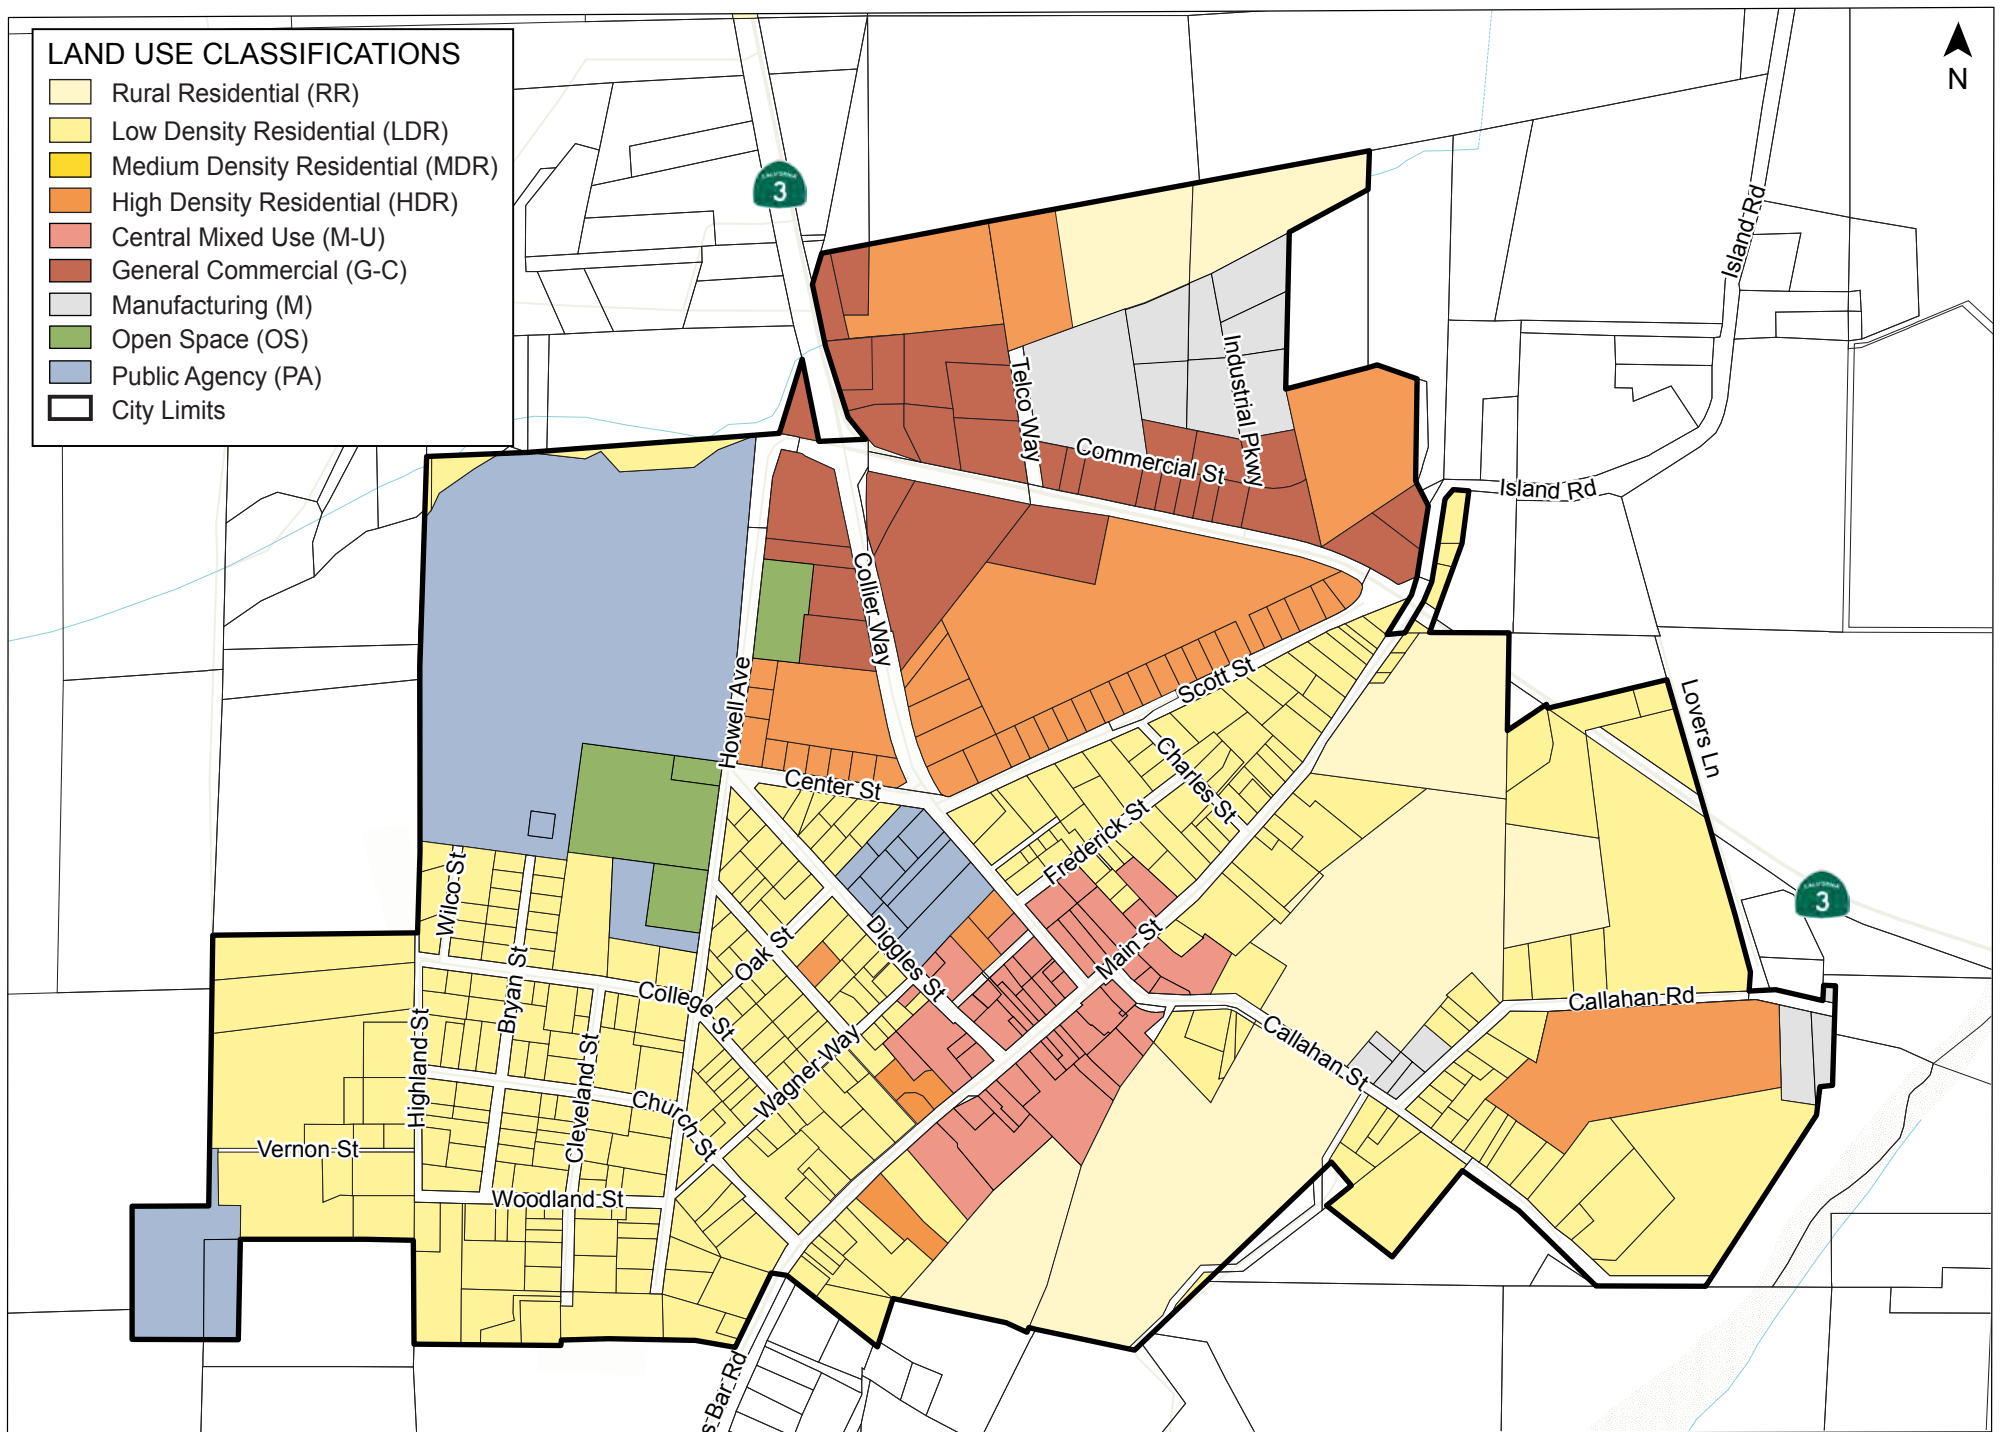 LAND USE CLASSIFICATIONS
Rural Residential (RR)
Low Density Residential (LDR)
Medium Density Residential (MDR)
High Density Residential (HDR)
Central Mixed Use (M-U)
General Commercial (G-C)
Manufacturing (M)
Open Space (OS)
Public Agency (PA)
City Limits
N
CALIFORNIA
3
Island Rd
Industrial Pkwy
Telco Way
Commercial St
Island Rd
Collier Way
Howell Ave
Scott St
Lovers Ln
Charles St
Center St
Frederick St
CALIFORNIA
3
Wilco St
Bryan St
Oak St
Diggles St
Main St
College St
Callahan Rd
Highland St
Cleveland St
Wagner Way
Callahan St
Church St
Vernon St
Woodland St
s Bar Rd